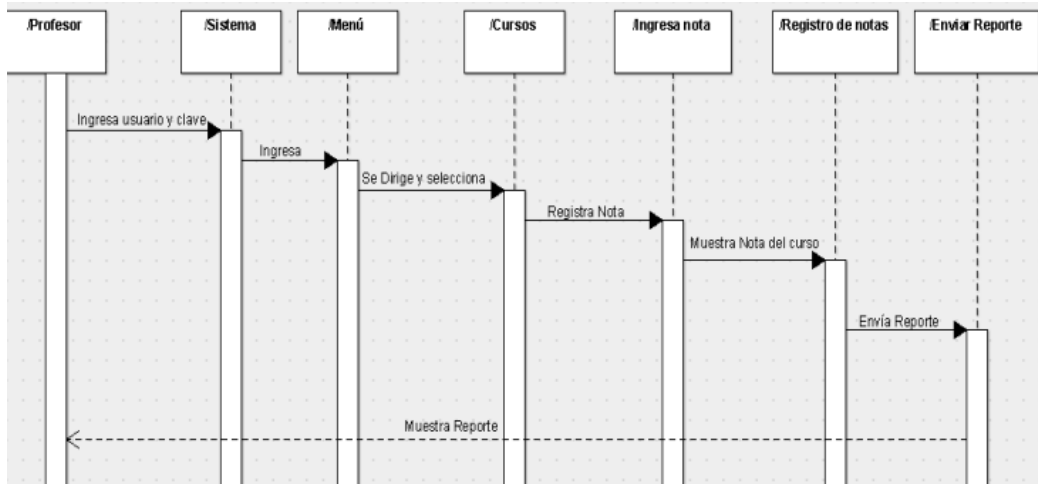 /Profesor
/Sistema
/Menú
/Cursos
/Ingresa nota
/Registro de notas
/Enviar Reporte
Ingresa usuario y clave
Ingresa
Se Dirige y selecciona
Registra Nota
Muestra Nota del curso
Envía Reporte
Muestra Reporte